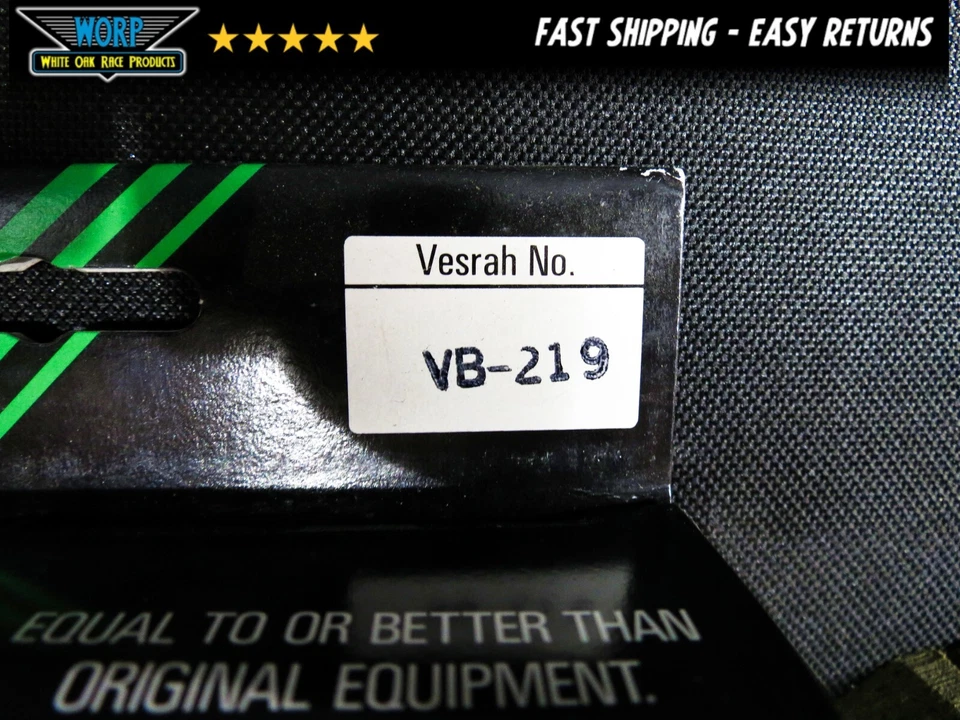 WORP
WHITE OAK RACE PRODUCTS
FAST SHIPPING - EASY RETURNS
Vesrah No.
VB-219
EQUAL TO OR BETTER THAN
ORIGINAL EQUIPMENT.